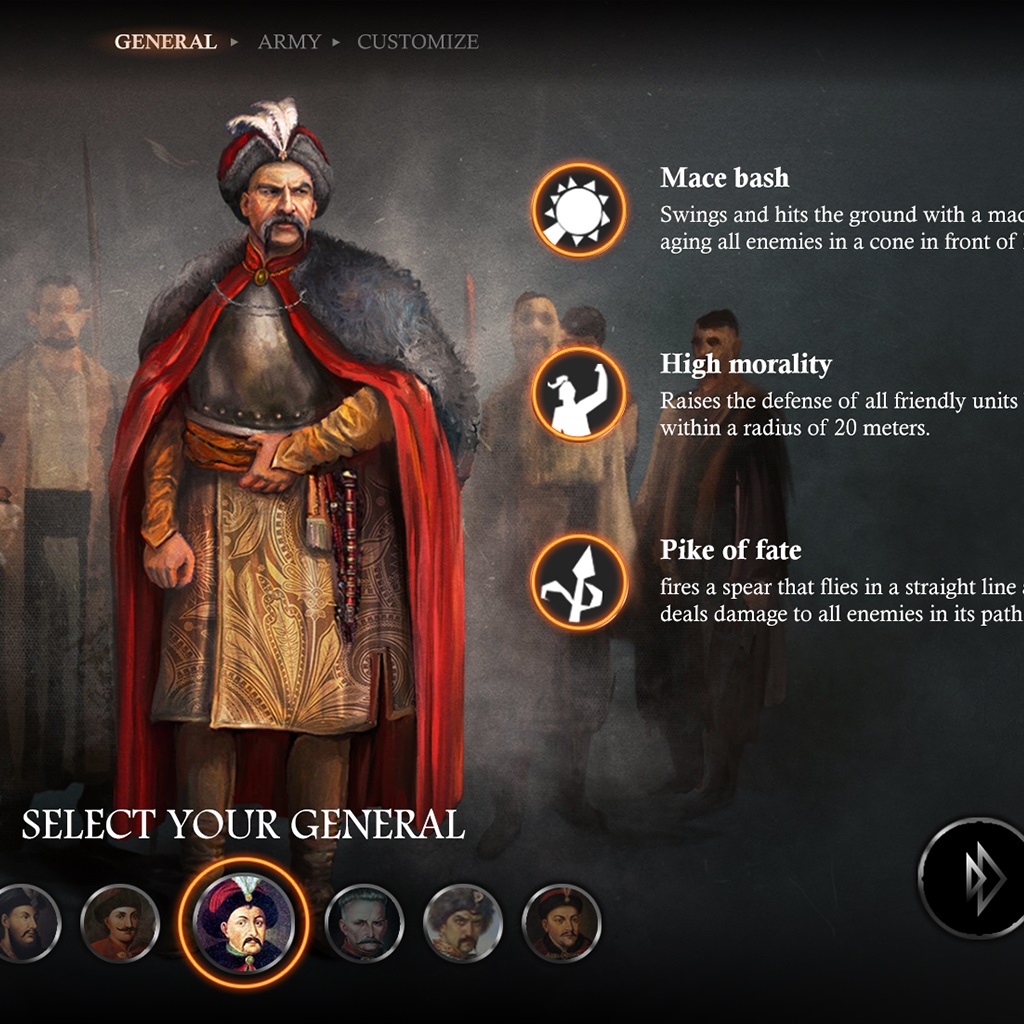 GENERAL ARMY CUSTOMIZE
Mace bash
Swings and hits the ground with a
aging all enemies in a cone in front of
High morality
Raises the defense of all friendly units
within a radius of 20 meters.
Pike of fate
fires a spear that flies in a straight line
deals damage to all enemies in its path
SELECT YOUR GENERAL